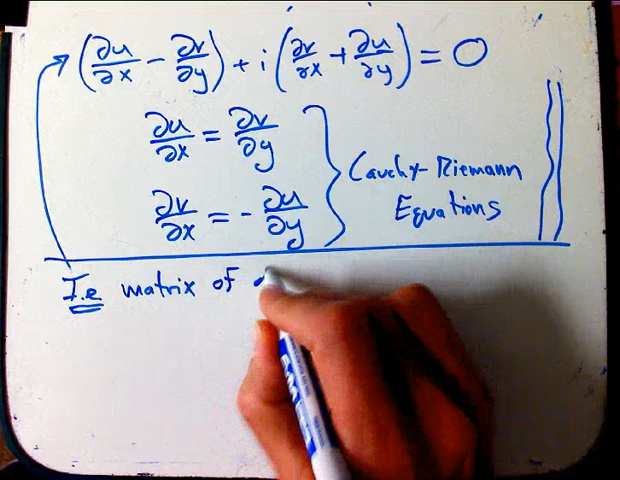 (∂u/∂x - ∂v/∂y) + i (∂v/∂x + ∂u/∂y) = 0
∂u/∂x = ∂v/∂y
∂v/∂x = - ∂u/∂y
Cauchy-Riemann
Equations
I.e matrix of